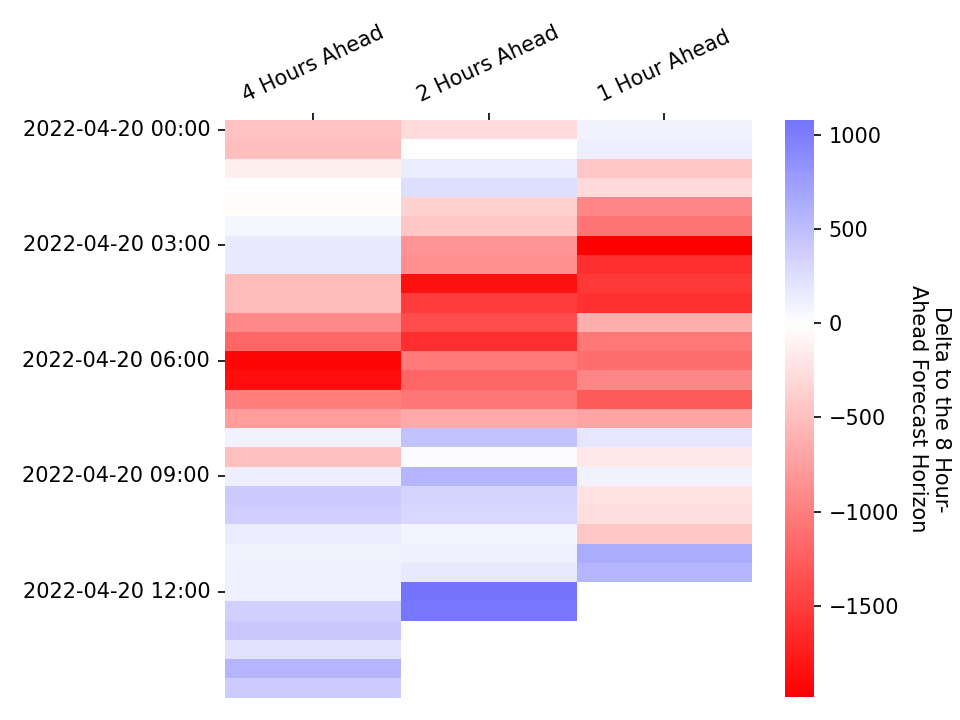 4 Hours Ahead
2 Hours Ahead
1 Hour Ahead
2022-04-20 00:00
2022-04-20 03:00
2022-04-20 06:00
2022-04-20 09:00
2022-04-20 12:00
1000
500
0
−500
−1000
−1500
Delta to the 8 Hour-
Ahead Forecast Horizon